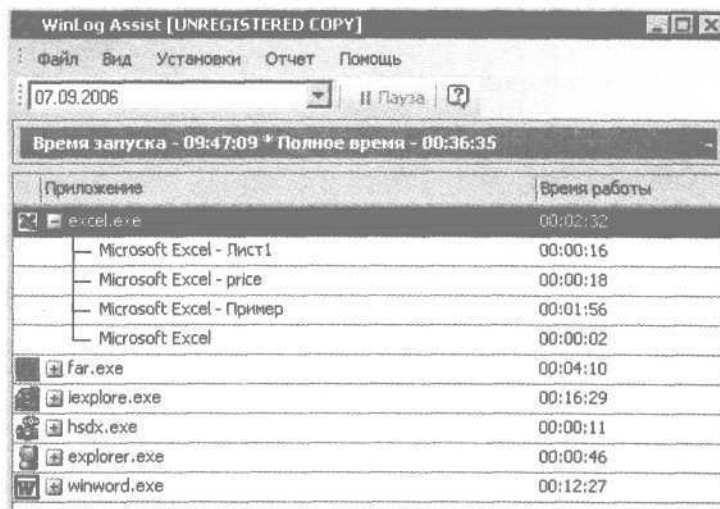 WinLog Assist [UNREGISTERED COPY]
Файл Вид Установки Отчет Помощь
07.09.2006 Пауза
Время запуска - 09:47:09 * Полное время - 00:36:35
Приложение Время работы
excel.exe 00:02:32
Microsoft Excel - Лист1 00:00:16
Microsoft Excel - price 00:00:18
Microsoft Excel - Пример 00:01:56
Microsoft Excel 00:00:02
far.exe 00:04:10
iexplore.exe 00:16:29
hsdx.exe 00:00:11
explorer.exe 00:00:46
winword.exe 00:12:27